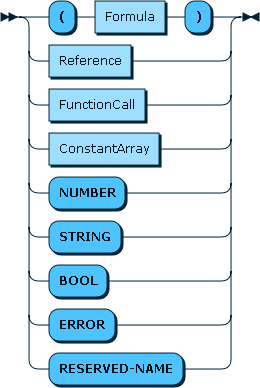 ( Formula )
Reference
FunctionCall
ConstantArray
NUMBER
STRING
BOOL
ERROR
RESERVED-NAME